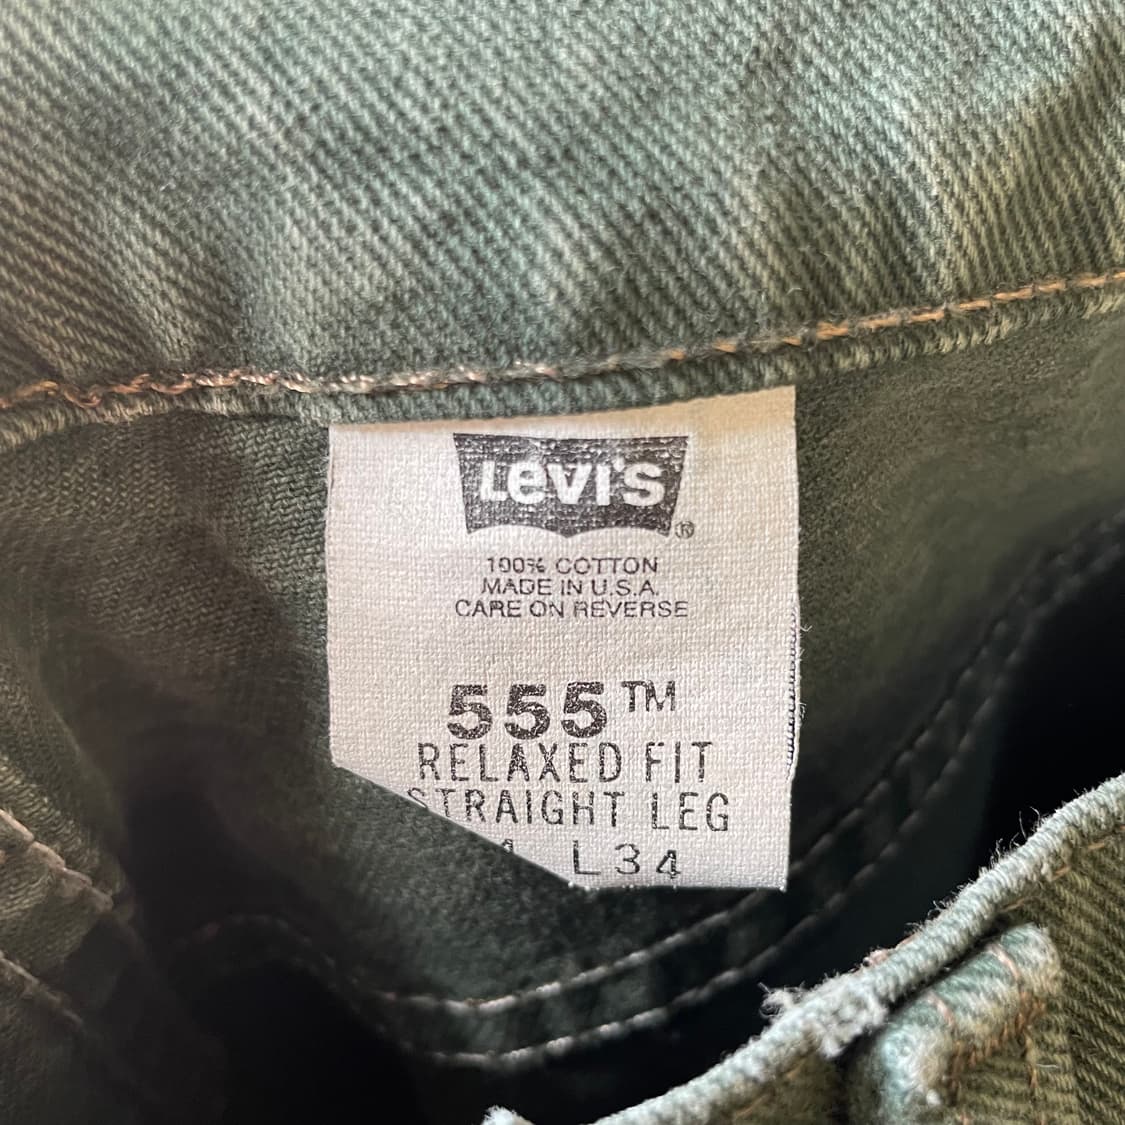 LEVI'S
®
100% COTTON
MADE IN U.S.A.
CARE ON REVERSE
555™
RELAXED FIT
STRAIGHT LEG
L34